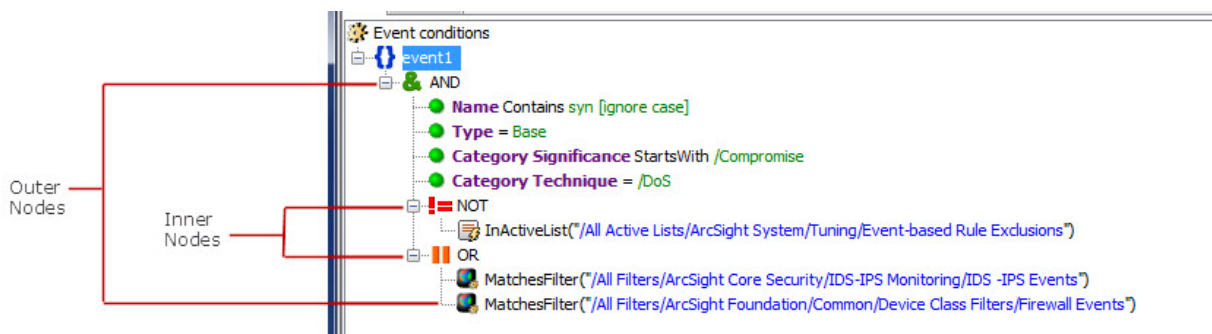 Event conditions
event1
& AND
Name Contains syn [ignore case]
Type = Base
Category Significance StartsWith /Compromise
Category Technique = /DoS
Outer
Nodes
Inner
Nodes
!= NOT
InActiveList("/All Active Lists/ArcSight System/Tuning/Event-based Rule Exclusions")
OR
MatchesFilter("/All Filters/ArcSight Core Security/IDS-IPS Monitoring/IDS -IPS Events")
MatchesFilter("/All Filters/ArcSight Foundation/Common/Device Class Filters/Firewall Events")